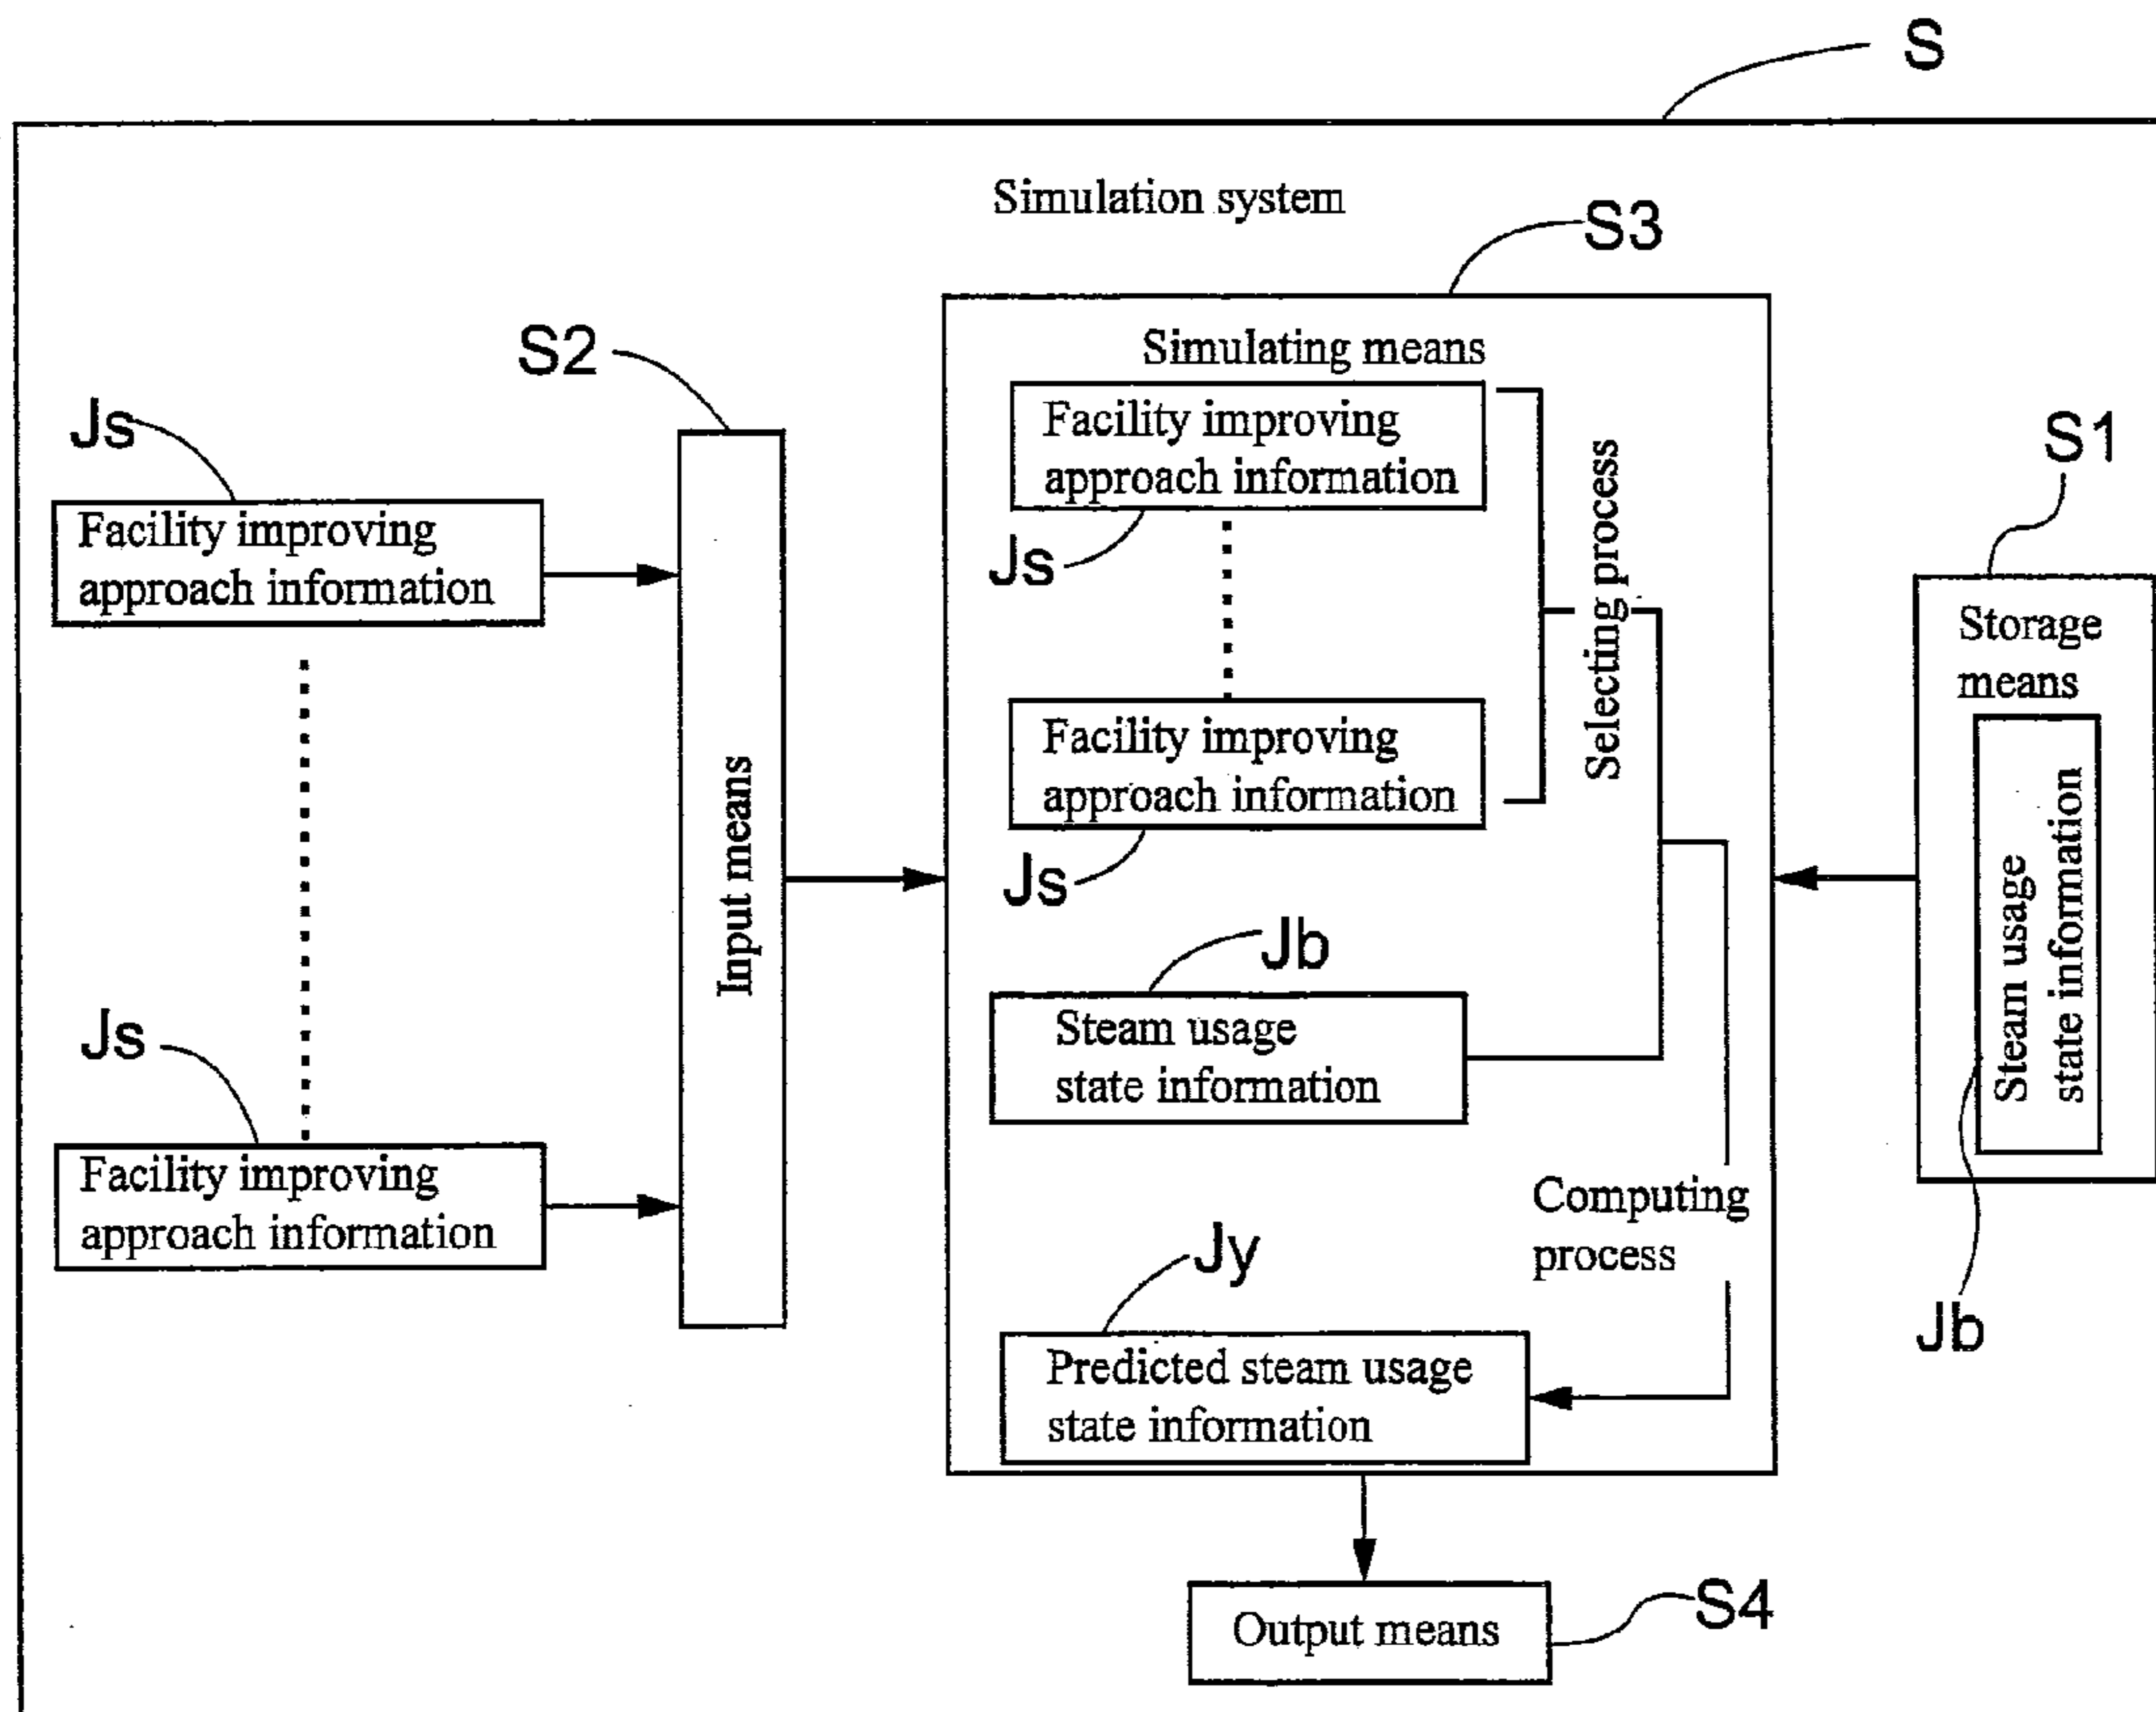 S
Simulation system
S3
S2
Simulating means
Js
Facility improving
approach information
S1
Facility improving
approach information
Js
Selecting process
Storage
means
Facility improving
approach information
Input means
Js
Steam usage
state information
Jb
Js
Steam usage
state information
Facility improving
approach information
Computing
process
Jy
Jb
Predicted steam usage
state information
Output means
S4